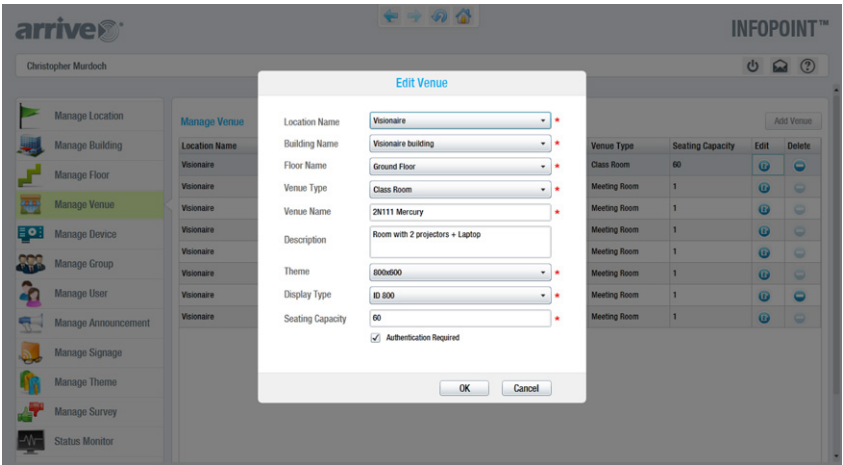 arrive
INFOPOINT™
Christopher Murdoch
Manage Location
Manage Building
Manage Floor
Manage Venue
Manage Device
Manage Group
Manage User
Manage Announcement
Manage Signage
Manage Theme
Manage Survey
Status Monitor
Manage Venue
Add Venue
Location Name Venue Type Seating Capacity Edit Delete
Visionaire Class Room 60
Visionaire Meeting Room 1
Visionaire Meeting Room 1
Visionaire Meeting Room 1
Visionaire Meeting Room 1
Visionaire Meeting Room 1
Visionaire Meeting Room 1
Visionaire Meeting Room 1
Edit Venue
Location Name Visionaire *
Building Name Visionaire building *
Floor Name Ground Floor *
Venue Type Class Room *
Venue Name 2N111 Mercury *
Description Room with 2 projectors + Laptop
Theme 800x600 *
Display Type ID 800 *
Seating Capacity 60 *
Authentication Required
OK Cancel